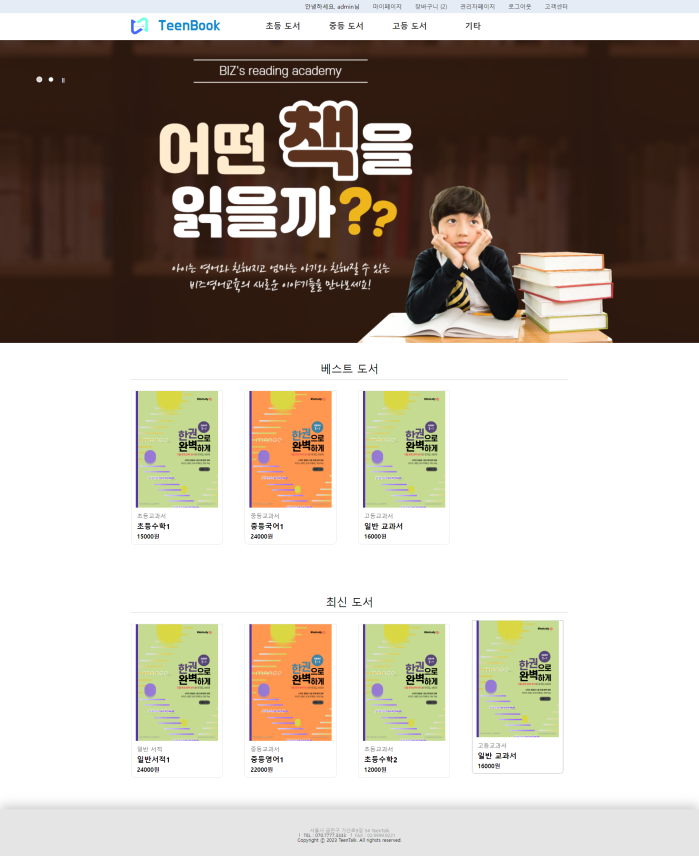 안녕하세요, admin님 마이페이지 장바구니 (2) 관리자페이지 로그아웃 고객센터
TeenBook 초등 도서 중등 도서 고등 도서 기타
BIZ's reading academy
어떤 책을
읽을까??
아이는 영어와 친해지고 엄마는 아기와 친해질 수 있는
비즈영어교육의 새로운 이야기들을 만나보세요!
베스트 도서
한권으로
완벽하게
한권으로
완벽하게
한권으로
완벽하게
초등교과서
초등수학1
15000원
중등교과서
중등국어1
24000원
고등교과서
일반 교과서
16000원
최신 도서
한권으로
완벽하게
한권으로
완벽하게
한권으로
완벽하게
한권으로
완벽하게
일반 서적
일반서적1
24000원
중등교과서
중등영어1
22000원
초등교과서
초등수학2
12000원
고등교과서
일반 교과서
16000원
Copyright ⓒ 2023 TeenTalk. All rights reserved.